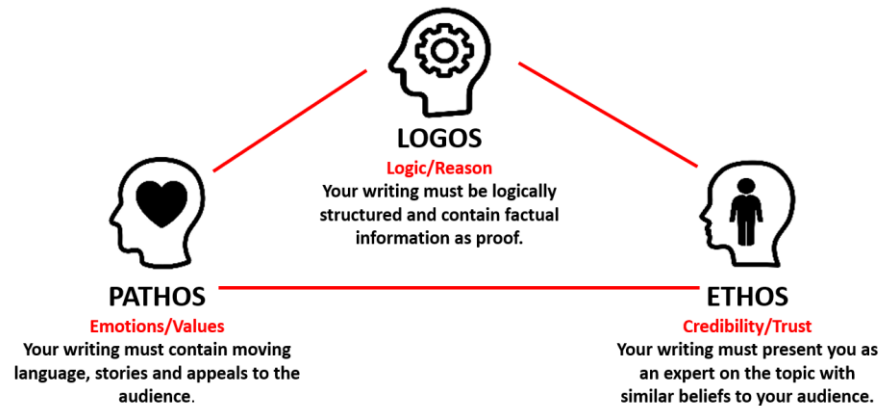 LOGOS
Logic/Reason
Your writing must be logically
structured and contain factual
information as proof.
PATHOS
Emotions/Values
Your writing must contain moving
language, stories and appeals to the
audience.
ETHOS
Credibility/Trust
Your writing must present you as
an expert on the topic with
similar beliefs to your audience.